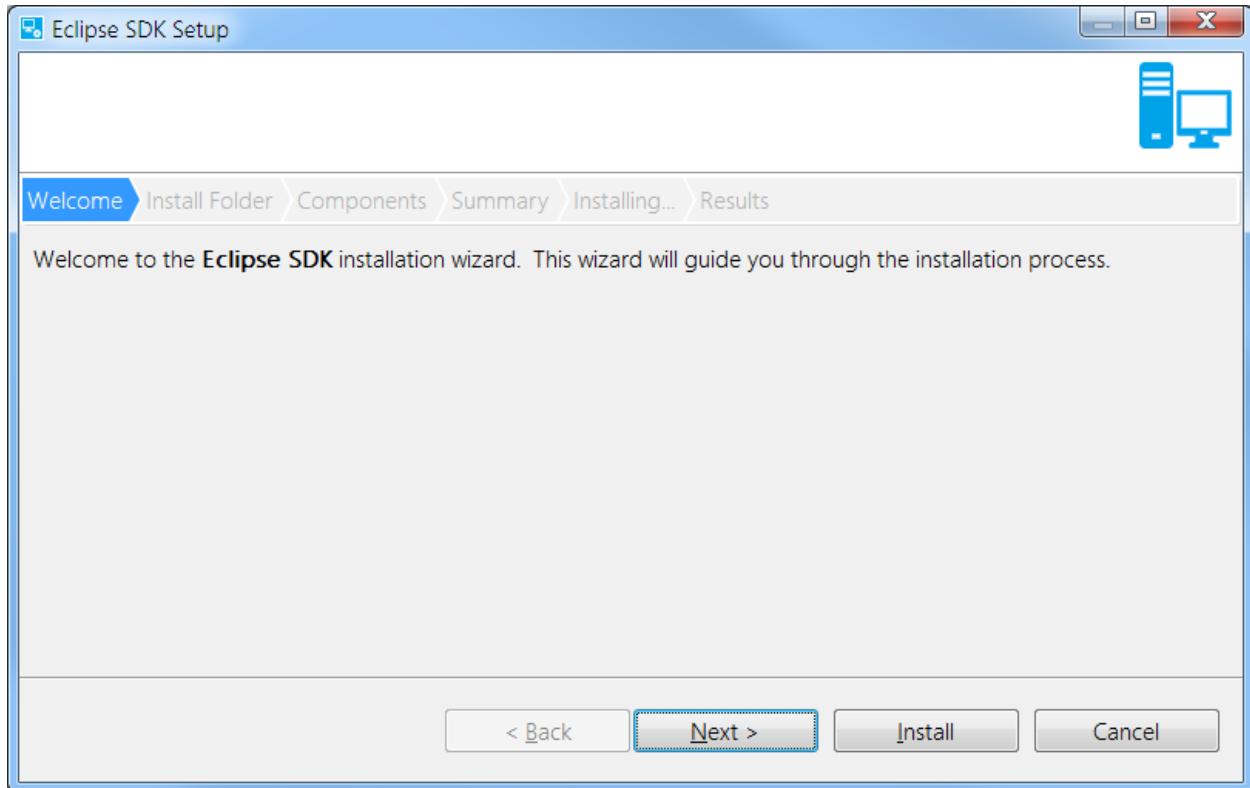 Eclipse SDK Setup
Welcome Install Folder Components Summary Installing... Results
Welcome to the Eclipse SDK installation wizard.  This wizard will guide you through the installation process.
< Back Next > Install Cancel